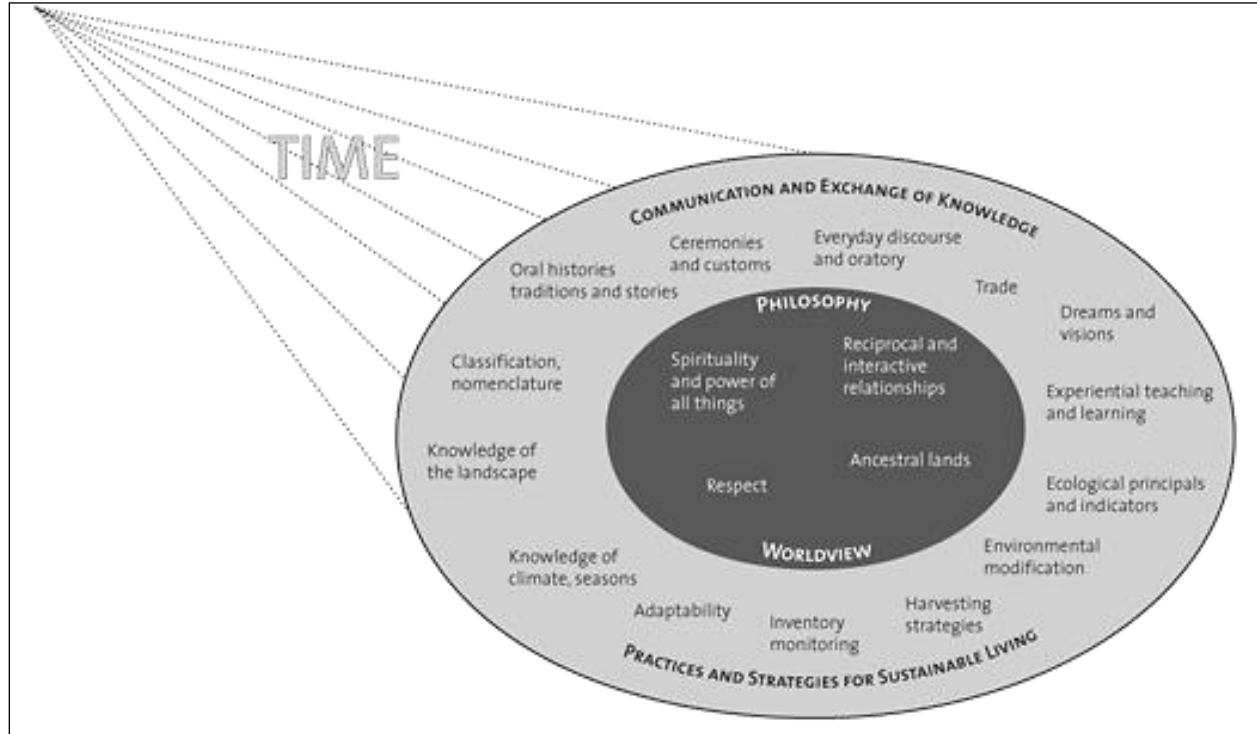 TIME
COMMUNICATION AND EXCHANGE OF KNOWLEDGE
Ceremonies
and customs
Everyday discourse
and oratory
Oral histories
traditions and stories
Trade
Dreams and
visions
PHILOSOPHY
Classification,
nomenclature
Spirituality
and power of
all things
Reciprocal and
interactive
relationships
Experiential teaching
and learning
Knowledge of
the landscape
Respect
Ancestral lands
Ecological principals
and indicators
WORLDVIEW
Knowledge of
climate, seasons
Environmental
modification
Adaptability
Inventory
monitoring
Harvesting
strategies
PRACTICES AND STRATEGIES FOR SUSTAINABLE LIVING